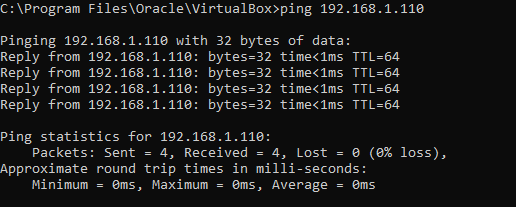 C:\Program Files\Oracle\VirtualBox>ping 192.168.1.110
Pinging 192.168.1.110 with 32 bytes of data:
Reply from 192.168.1.110: bytes=32 time<1ms TTL=64
Reply from 192.168.1.110: bytes=32 time<1ms TTL=64
Reply from 192.168.1.110: bytes=32 time<1ms TTL=64
Reply from 192.168.1.110: bytes=32 time<1ms TTL=64
Ping statistics for 192.168.1.110:
    Packets: Sent = 4, Received = 4, Lost = 0 (0% loss),
Approximate round trip times in milli-seconds:
    Minimum = 0ms, Maximum = 0ms, Average = 0ms